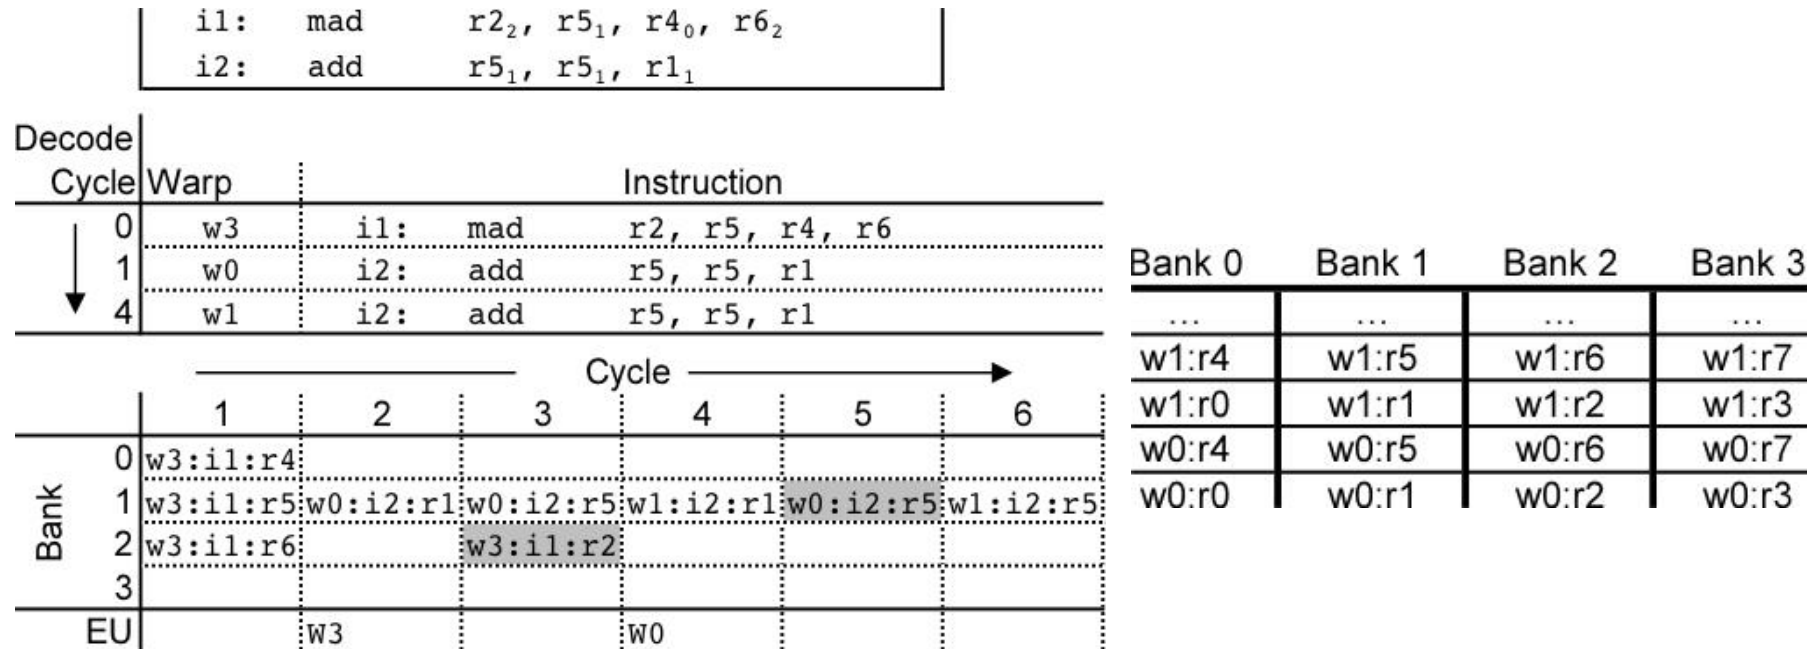 i1: mad r2₂, r5₁, r4₀, r6₂
i2: add r5₁, r5₁, r1₁
Decode
Cycle Warp Instruction
0 w3 i1: mad r2, r5, r4, r6
1 w0 i2: add r5, r5, r1
4 w1 i2: add r5, r5, r1
Cycle
1 2 3 4 5 6
Bank
0 w3:i1:r4
1 w3:i1:r5 w0:i2:r1 w0:i2:r5 w1:i2:r1 w0:i2:r5 w1:i2:r5
2 w3:i1:r6 w3:i1:r2
3
EU W3 W0
Bank 0 Bank 1 Bank 2 Bank 3
... ... ... ...
w1:r4 w1:r5 w1:r6 w1:r7
w1:r0 w1:r1 w1:r2 w1:r3
w0:r4 w0:r5 w0:r6 w0:r7
w0:r0 w0:r1 w0:r2 w0:r3